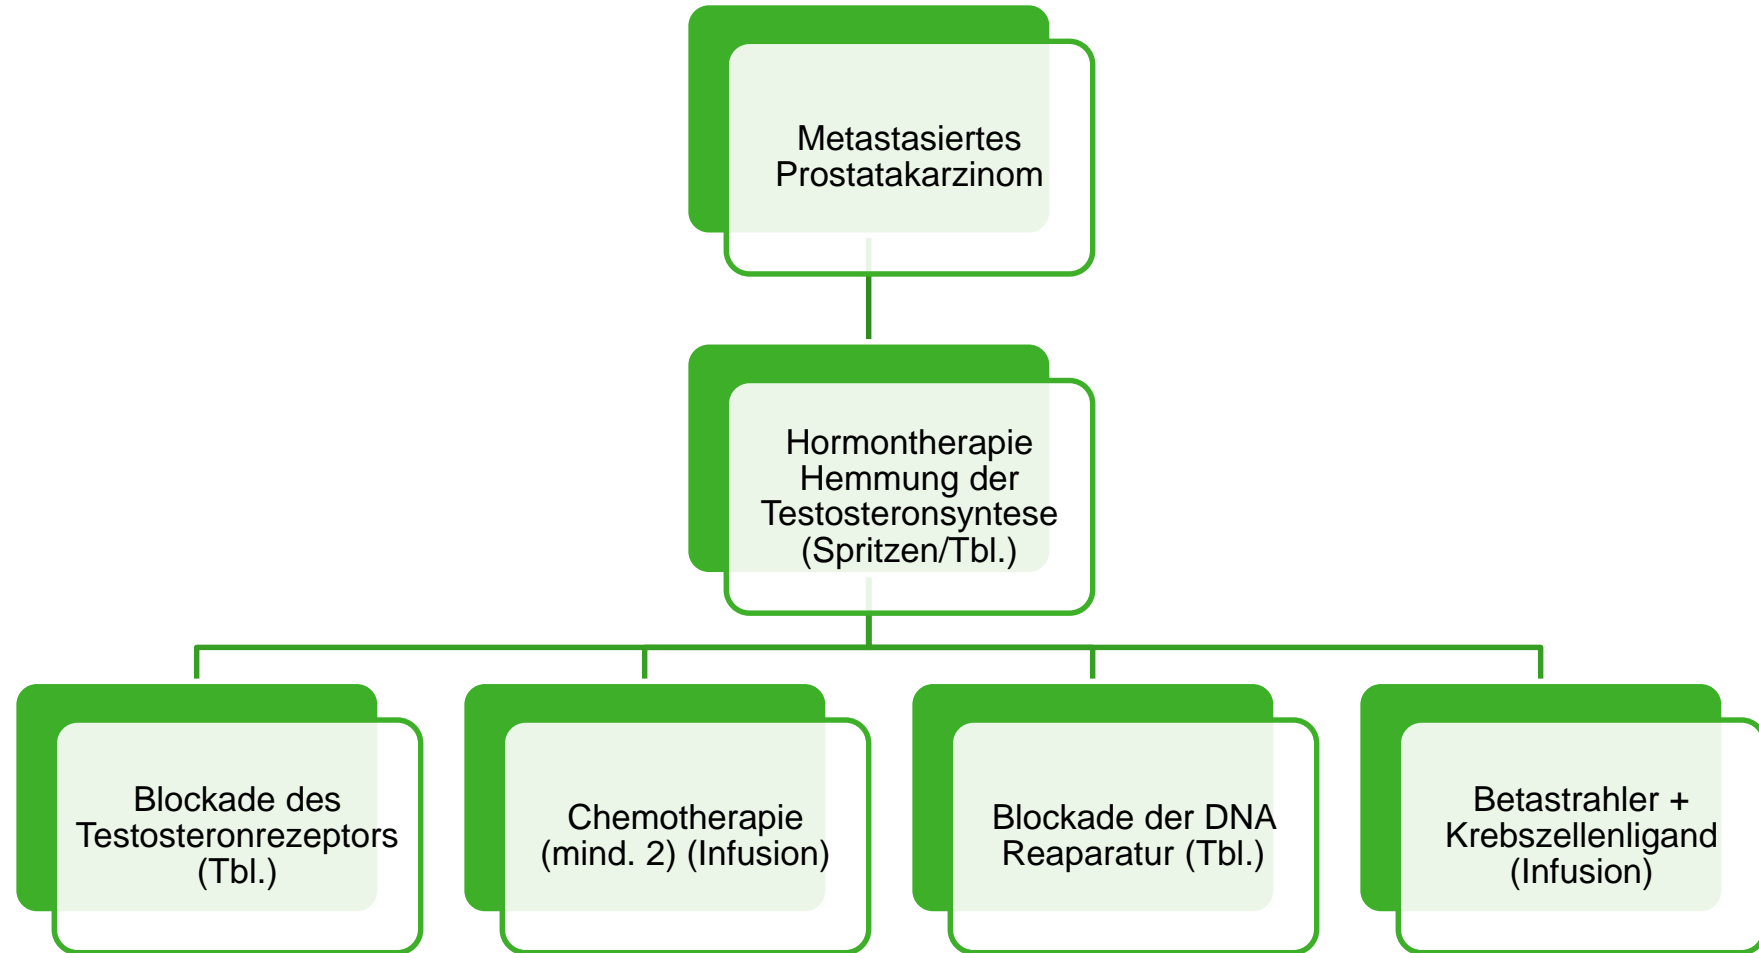 Metastasiertes
Prostatakarzinom
Hormontherapie
Hemmung der
Testosteronsyntese
(Spritzen/Tbl.)
Blockade des
Testosteronrezeptors
(Tbl.)
Chemotherapie
(mind. 2) (Infusion)
Blockade der DNA
Reaparatur (Tbl.)
Betastrahler +
Krebszellenligand
(Infusion)